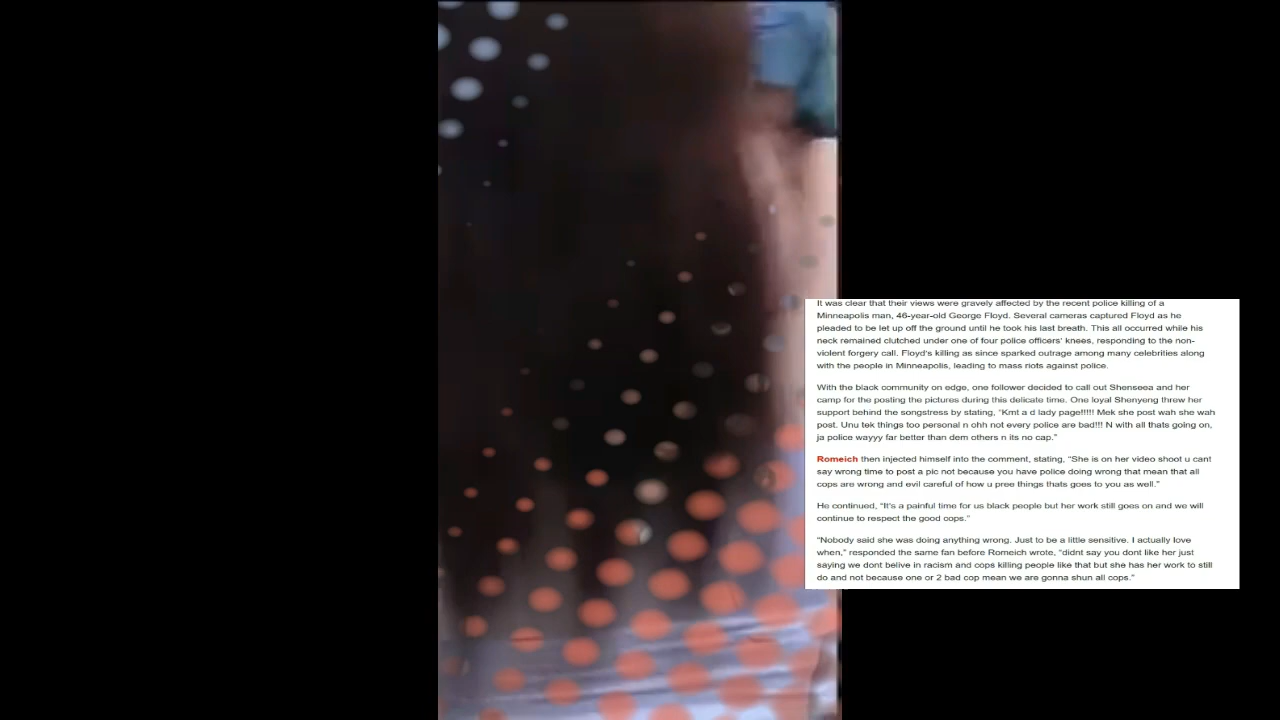 It was clear that their views were gravely affected by the recent police killing of a
Minneapolis man, 46-year-old George Floyd. Several cameras captured Floyd as he
pleaded to be let up off the ground until he took his last breath. This all occurred while his
neck remained clutched under one of four police officers' knees, responding to the non-
violent forgery call. Floyd's killing as since sparked outrage among many celebrities along
with the people in Minneapolis, leading to mass riots against police.
With the black community on edge, one follower decided to call out Shenseea and her
camp for the posting the pictures during this delicate time. One loyal Shenyeng threw her
support behind the songstress by stating, “Kmt a d lady page!!!!! Mek she post wah she wah
post. Unu tek things too personal n ohh not every police are bad!!! N with all thats going on,
ja police wayyy far better than dem others n its no cap.”
Romeich then injected himself into the comment, stating, “She is on her video shoot u cant
say wrong time to post a pic not because you have police doing wrong that mean that all
cops are wrong and evil careful of how u pree things thats goes to you as well.”
He continued, “It's a painful time for us black people but her work still goes on and we will
continue to respect the good cops.”
“Nobody said she was doing anything wrong. Just to be a little sensitive. I actually love
when,” responded the same fan before Romeich wrote, “didnt say you dont like her just
saying we dont belive in racism and cops killing people like that but she has her work to still
do and not because one or 2 bad cop mean we are gonna shun all cops.”